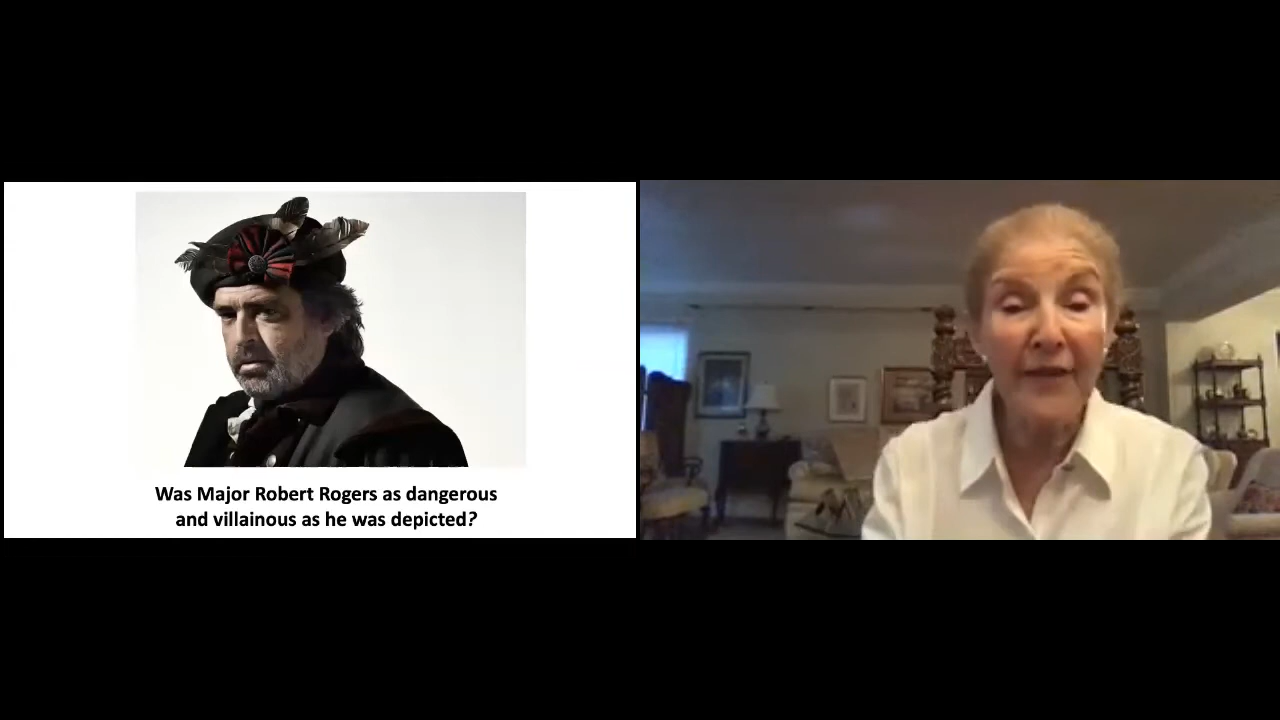 Was Major Robert Rogers as dangerous
and villainous as he was depicted?